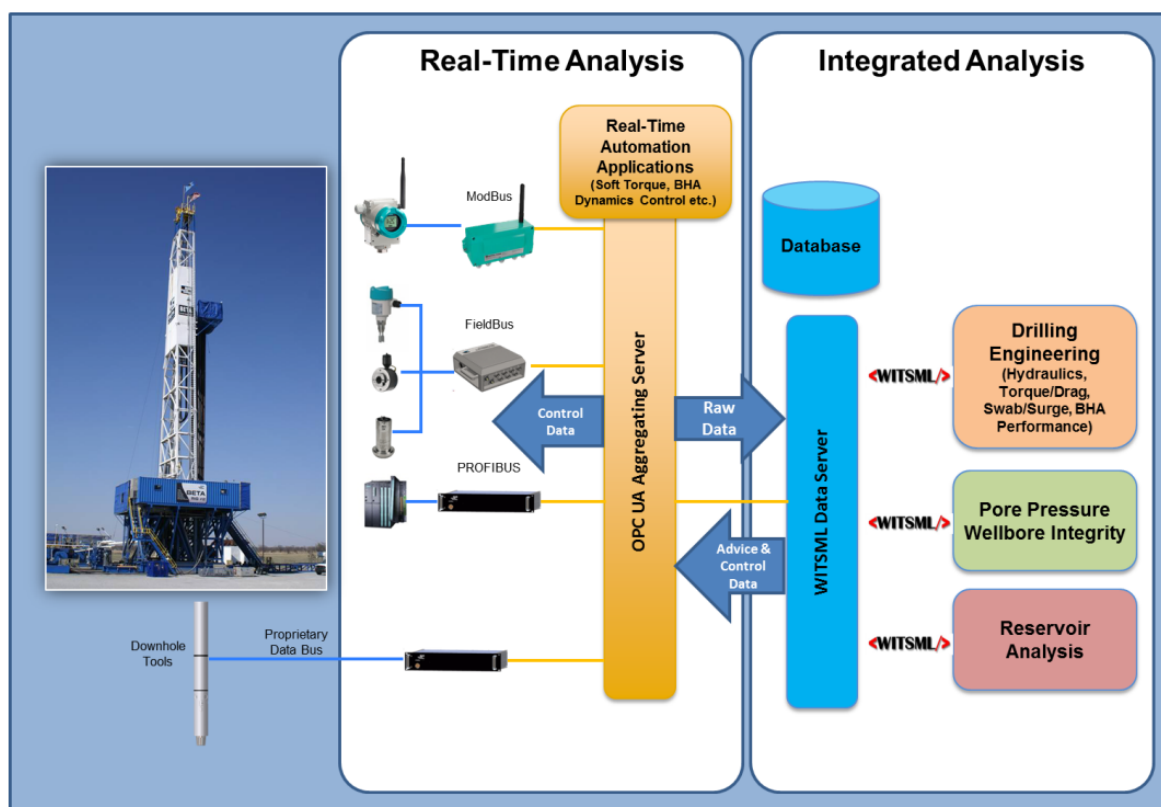 Real-Time Analysis
Integrated Analysis
Real-Time
Automation
Applications
(Soft Torque, BHA
Dynamics Control etc.)
ModBus
Database
FieldBus
OPC UA Aggregating Server
WITSML Data Server
Control
Data
Raw
Data
<WITSML/>
Drilling
Engineering
(Hydraulics,
Torque/Drag,
Swab/Surge, BHA
Performance)
PROFIBUS
BETA
<WITSML/>
Pore Pressure
Wellbore Integrity
Advice &
Control
Data
<WITSML/>
Reservoir
Analysis
Downhole
Tools
Proprietary
Data Bus